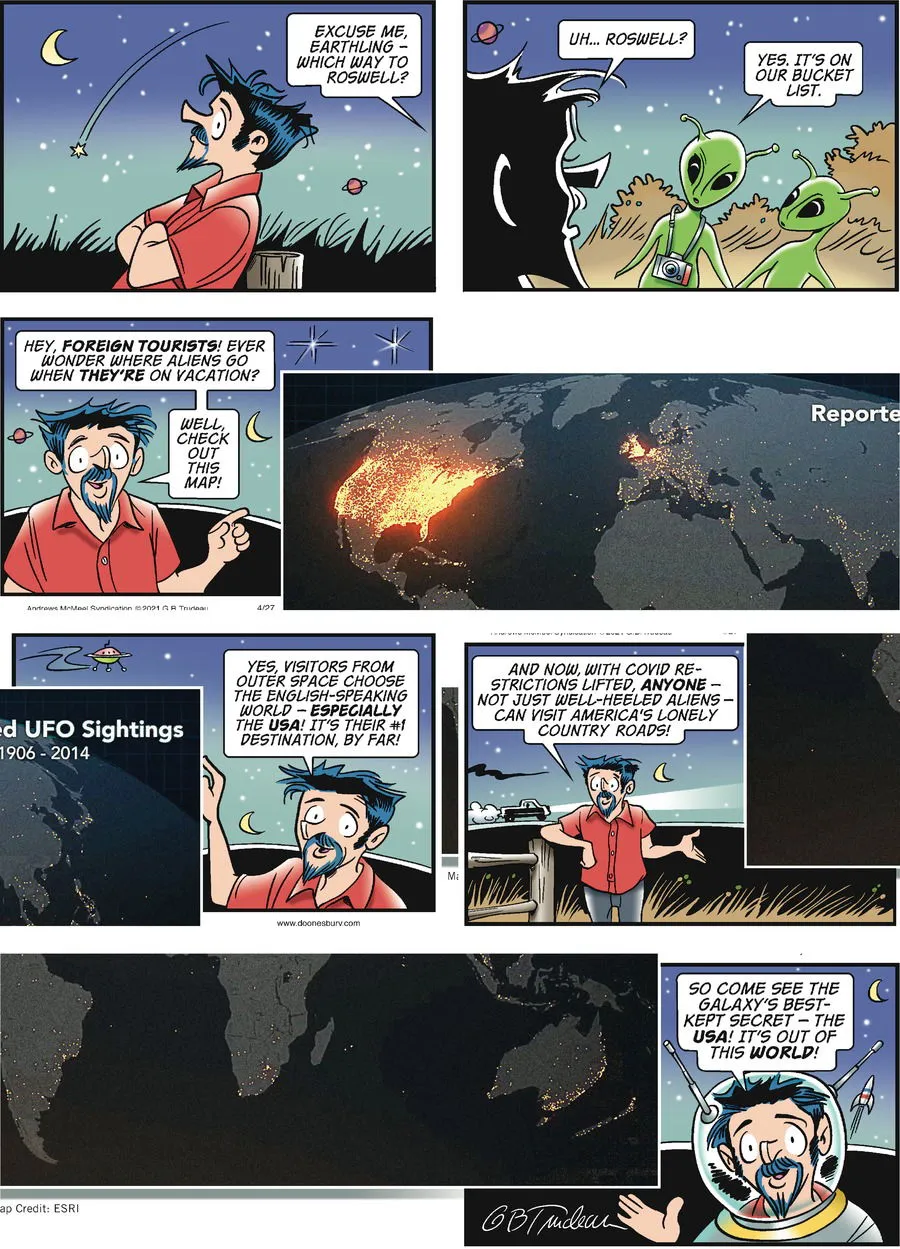 EXCUSE ME,
EARTHLING –
WHICH WAY TO
ROSWELL?
UH... ROSWELL?
YES. IT'S ON
OUR BUCKET
LIST.
HEY, FOREIGN TOURISTS! EVER
WONDER WHERE ALIENS GO
WHEN THEY'RE ON VACATION?
WELL,
CHECK
OUT
THIS
MAP!
Reporte
Andrews McMeel Syndication ©2021 G.B.Trudeau
4/27
YES, VISITORS FROM
OUTER SPACE CHOOSE
THE ENGLISH-SPEAKING
WORLD – ESPECIALLY
THE USA! IT'S THEIR #1
DESTINATION, BY FAR!
ed UFO Sightings
1906 - 2014
www.doonesbury.com
AND NOW, WITH COVID RE-
STRICTIONS LIFTED, ANYONE –
NOT JUST WELL-HEELED ALIENS –
CAN VISIT AMERICA'S LONELY
COUNTRY ROADS!
Ma
SO COME SEE THE
GALAXY'S BEST-
KEPT SECRET – THE
USA! IT'S OUT OF
THIS WORLD!
ap Credit: ESRI
GBTrudeau